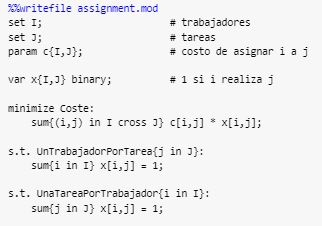 %%writefile assignment.mod
set I;                    # trabajadores
set J;                    # tareas
param c{I,J};             # costo de asignar i a j

var x{I,J} binary;        # 1 si i realiza j

minimize Coste:
    sum{(i,j) in I cross J} c[i,j] * x[i,j];

s.t. UnTrabajadorPorTarea{j in J}:
    sum{i in I} x[i,j] = 1;

s.t. UnaTareaPorTrabajador{i in I}:
    sum{j in J} x[i,j] = 1;